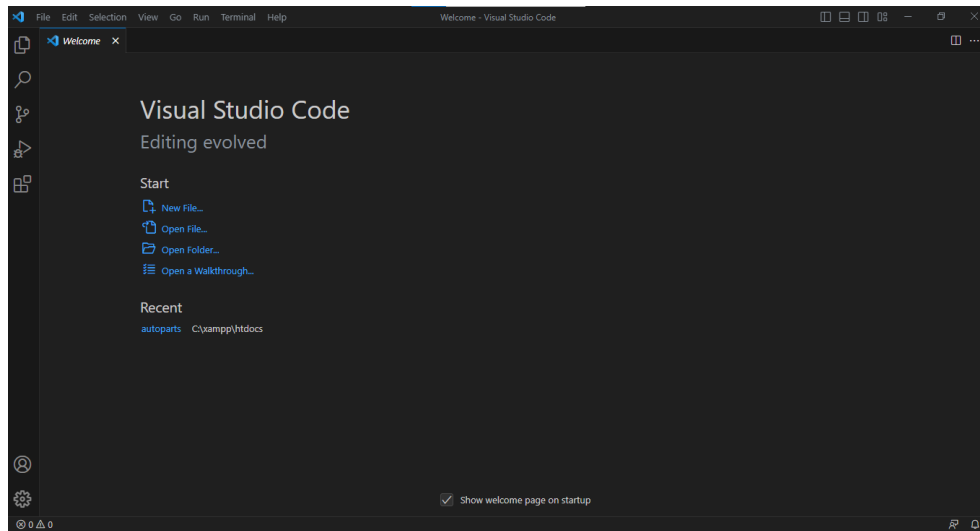 File Edit Selection View Go Run Terminal Help Welcome - Visual Studio Code
Welcome
Visual Studio Code
Editing evolved
Start
New File...
Open File...
Open Folder...
Open a Walkthrough...
Recent
autoparts C:\xampp\htdocs
Show welcome page on startup
0 0